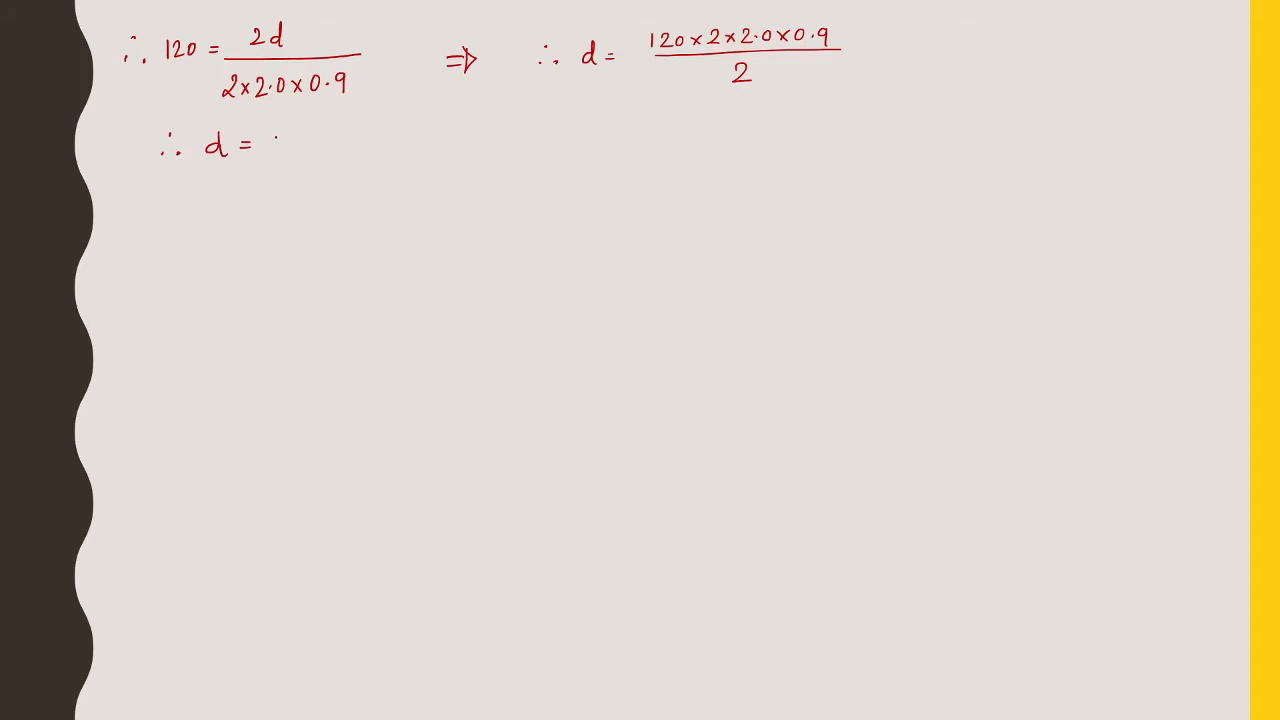 ∴ 120 = 2d / 2×2.0×0.9 ⇒ ∴ d = 120×2×2.0×0.9 / 2
∴ d =